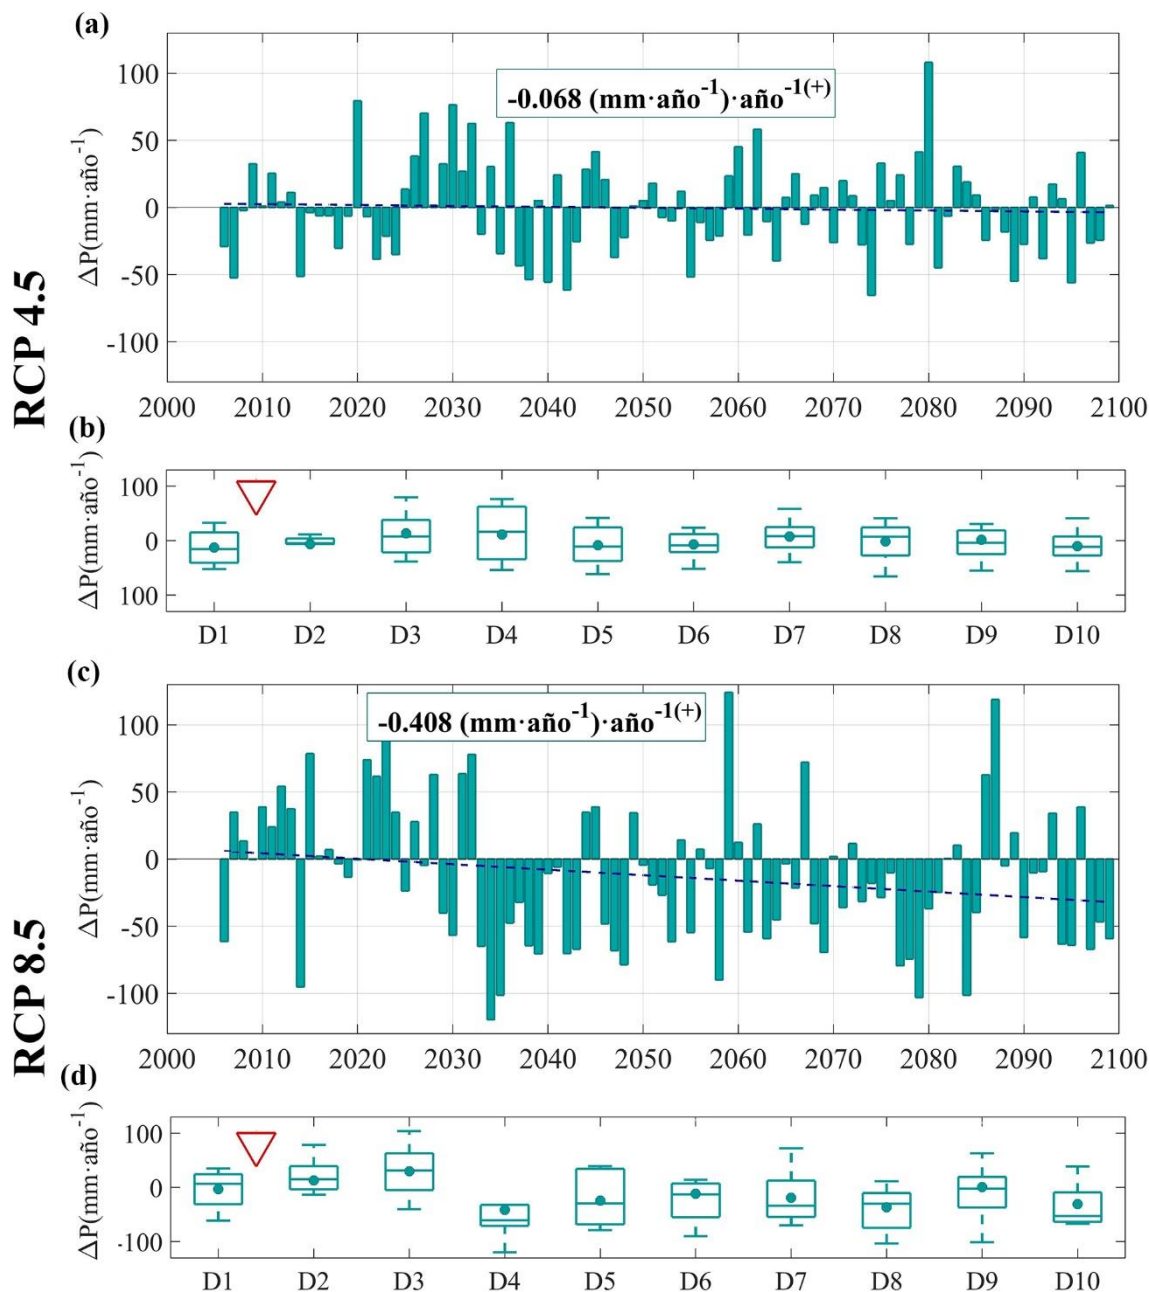 (a)
100
50
0
-50
-100
ΔP(mm·año⁻¹)
-0.068 (mm·año⁻¹)·año⁻¹⁽⁺⁾
2000 2010 2020 2030 2040 2050 2060 2070 2080 2090 2100
RCP 4.5
(b)
100
0
100
ΔP(mm·año⁻¹)
D1 D2 D3 D4 D5 D6 D7 D8 D9 D10
(c)
100
50
0
-50
-100
ΔP(mm·año⁻¹)
-0.408 (mm·año⁻¹)·año⁻¹⁽⁺⁾
2000 2010 2020 2030 2040 2050 2060 2070 2080 2090 2100
RCP 8.5
(d)
100
0
-100
ΔP(mm·año⁻¹)
D1 D2 D3 D4 D5 D6 D7 D8 D9 D10